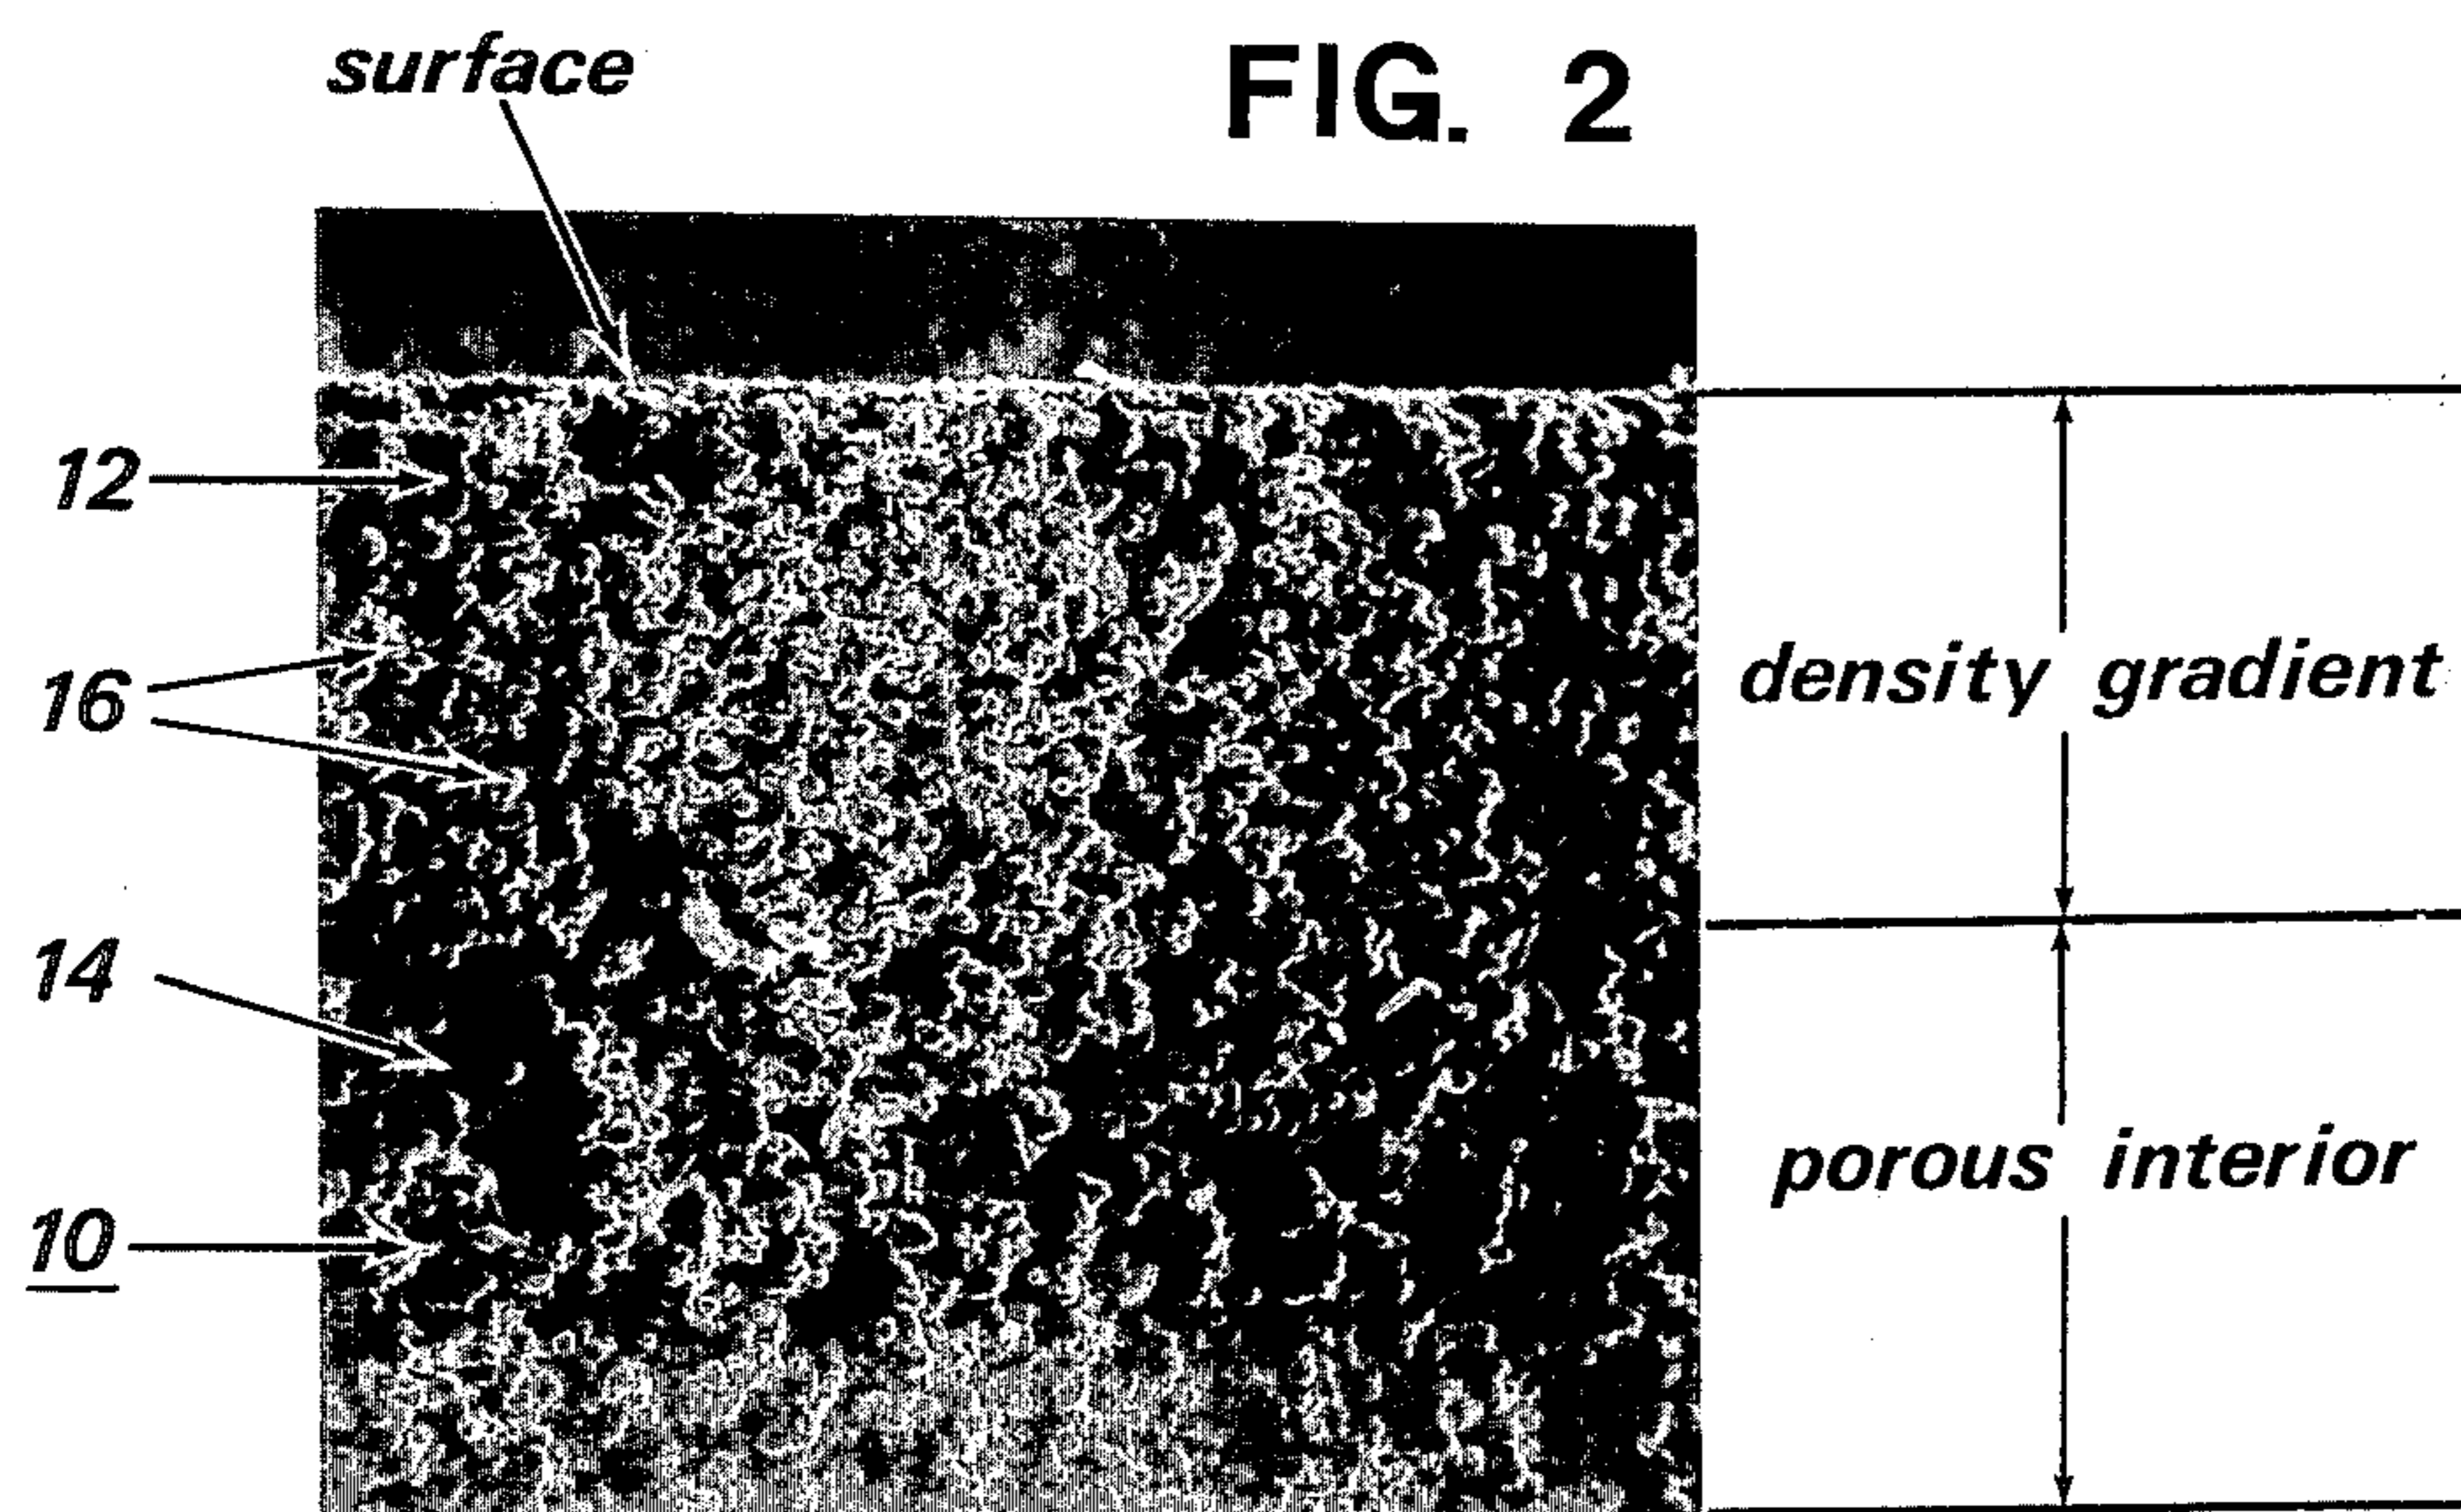 surface
FIG. 2
12
16
density gradient
14
porous interior
10